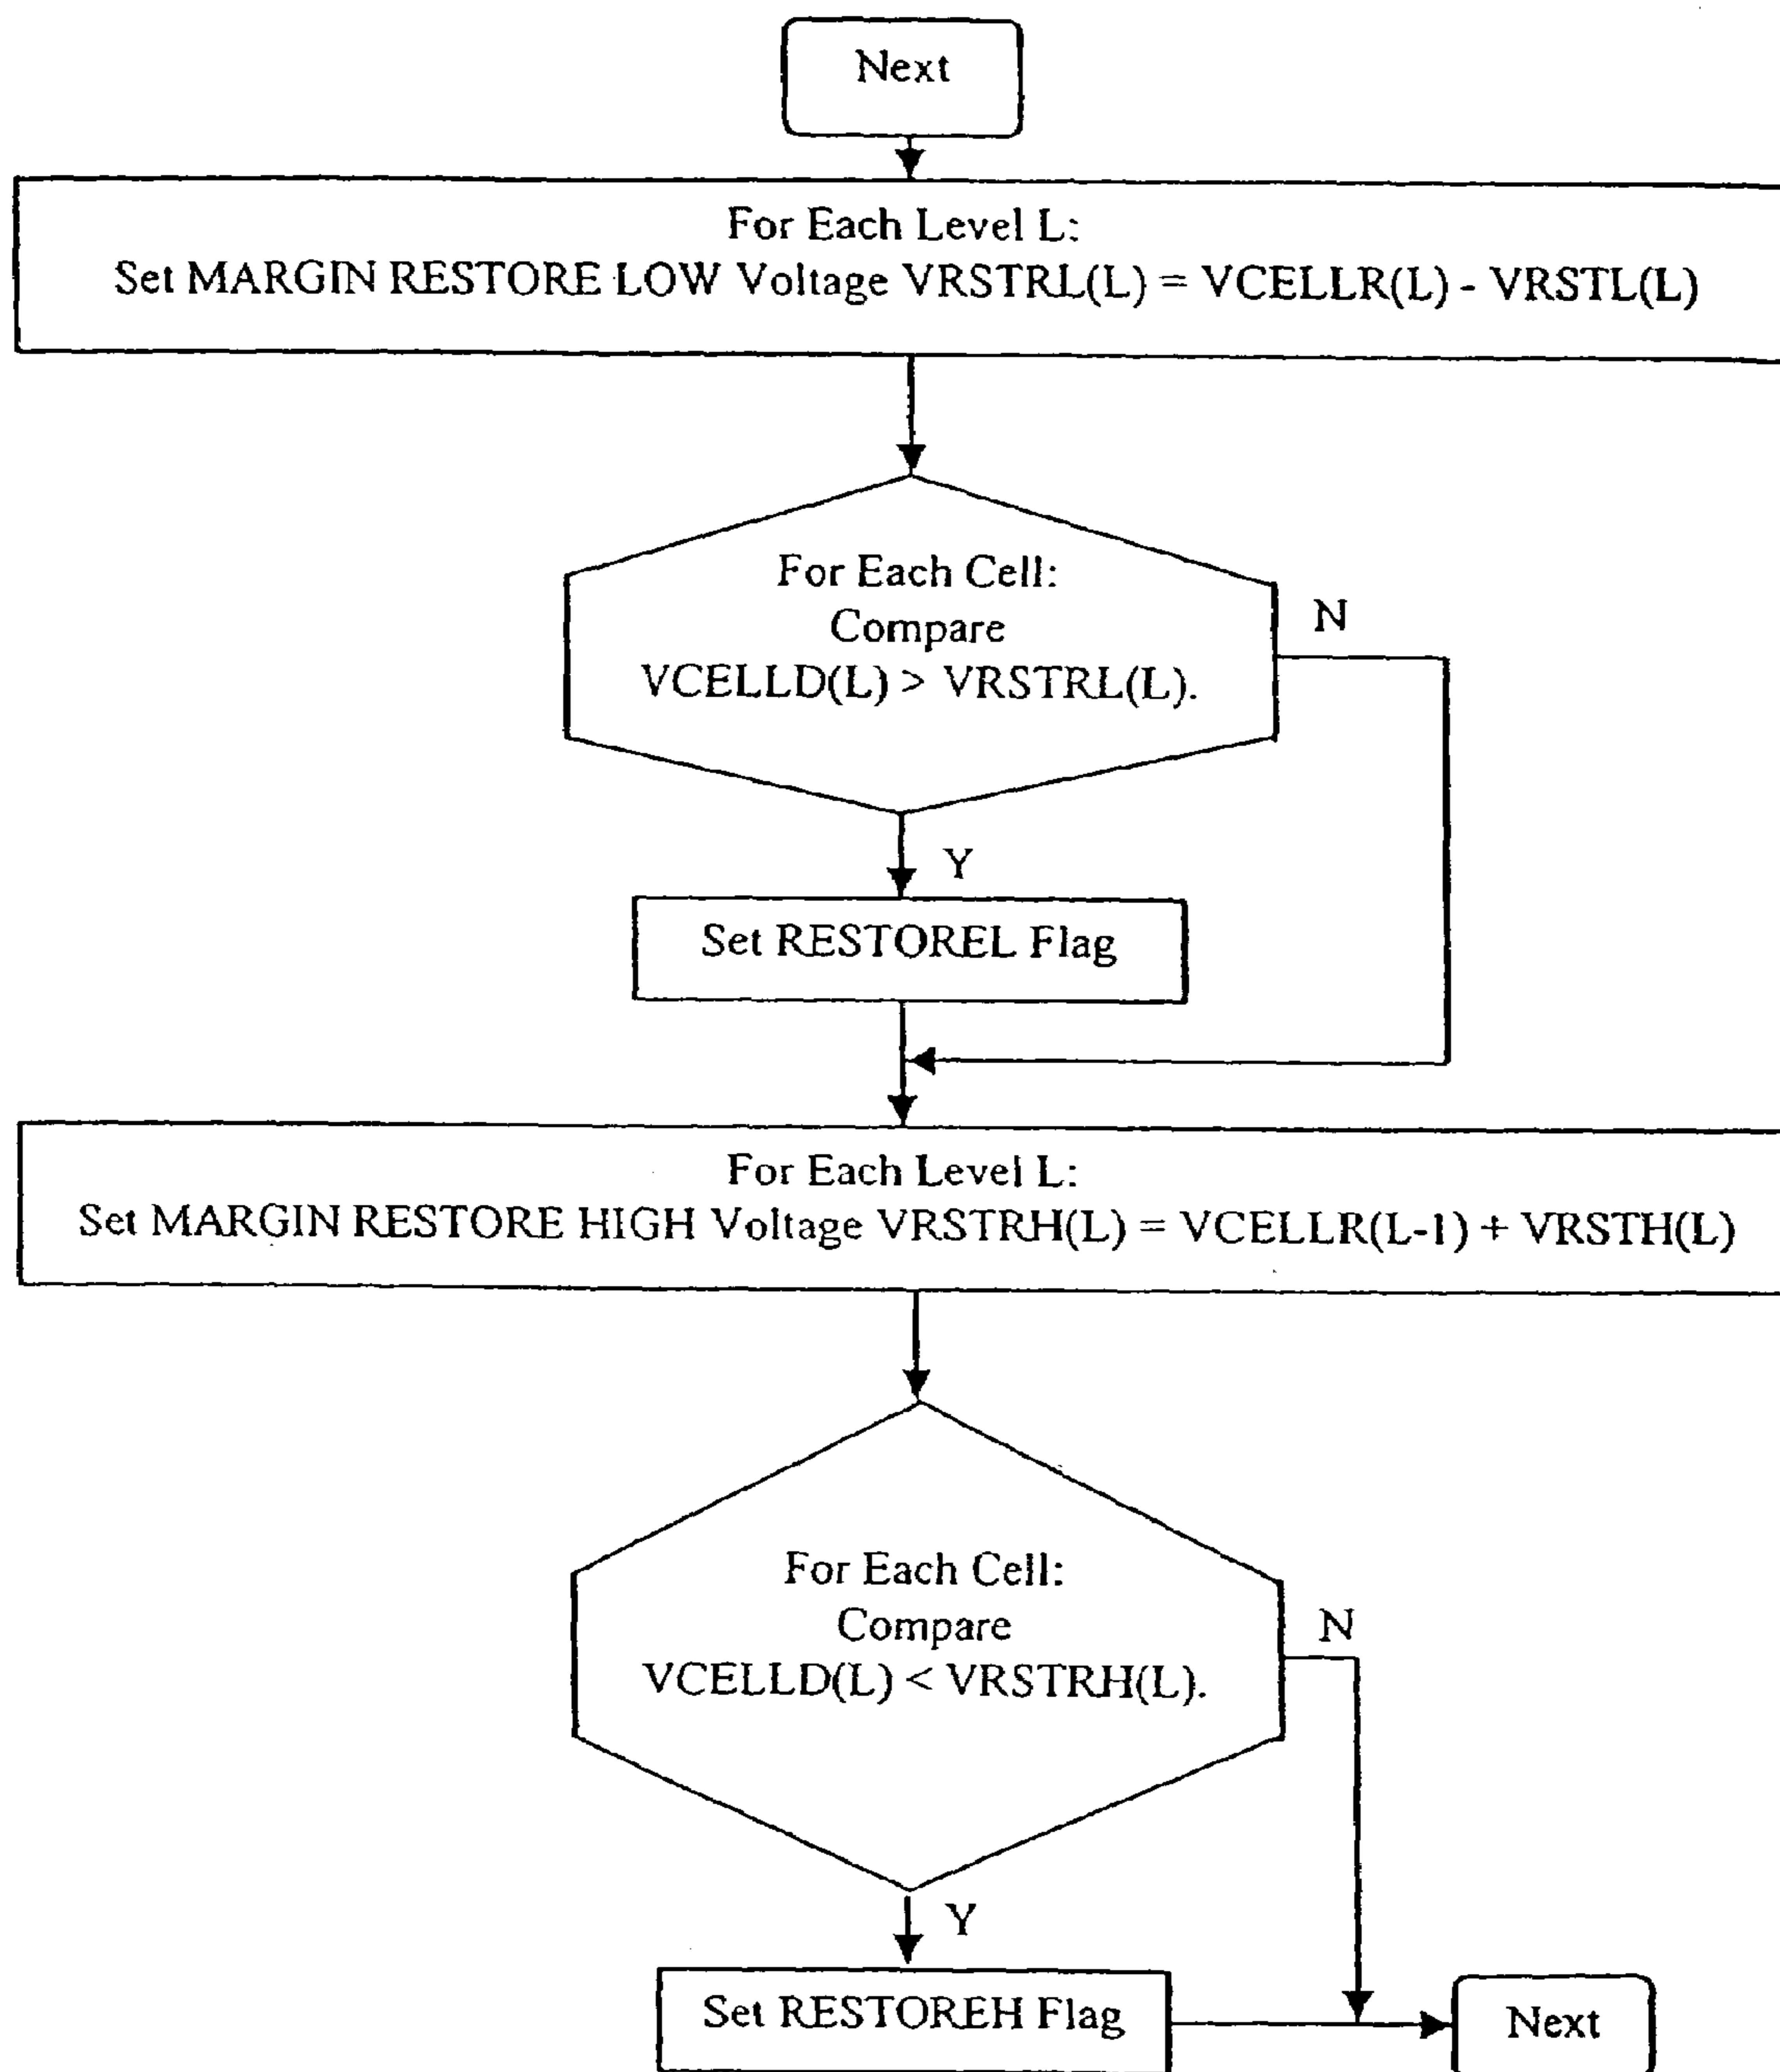 Next
For Each Level L:
Set MARGIN RESTORE LOW Voltage VRSTRL(L) = VCELLR(L) - VRSTL(L)
For Each Cell:
Compare
VCELLD(L) > VRSTRL(L).
N
Y
Set RESTOREL Flag
For Each Level L:
Set MARGIN RESTORE HIGH Voltage VRSTRH(L) = VCELLR(L-1) + VRSTH(L)
For Each Cell:
Compare
VCELLD(L) < VRSTRH(L).
N
Y
Set RESTOREH Flag
Next